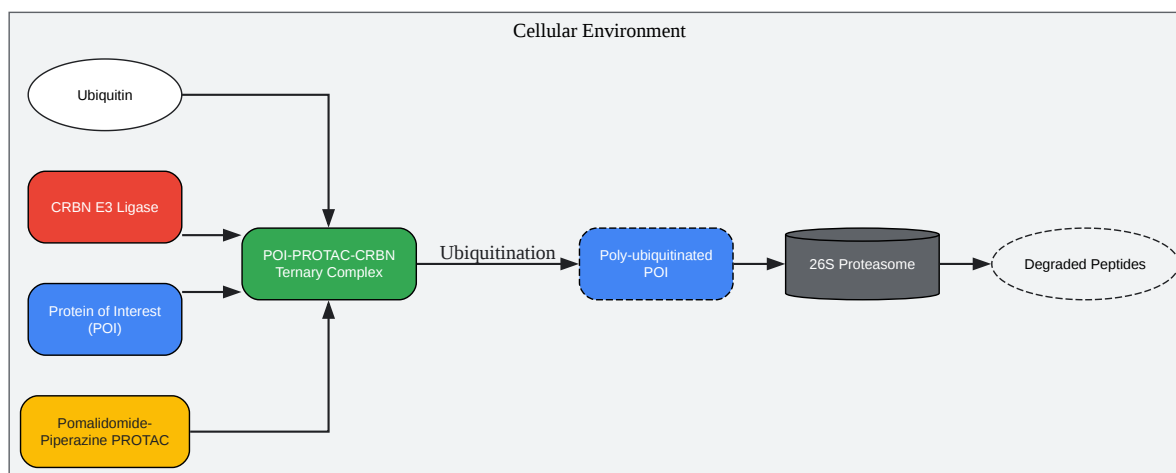 Cellular Environment
Ubiquitin
CRBN E3 Ligase
Protein of Interest
(POI)
Pomalidomide-
Piperazine PROTAC
POI-PROTAC-CRBN
Ternary Complex
Ubiquitination
Poly-ubiquitinated
POI
26S Proteasome
Degraded Peptides